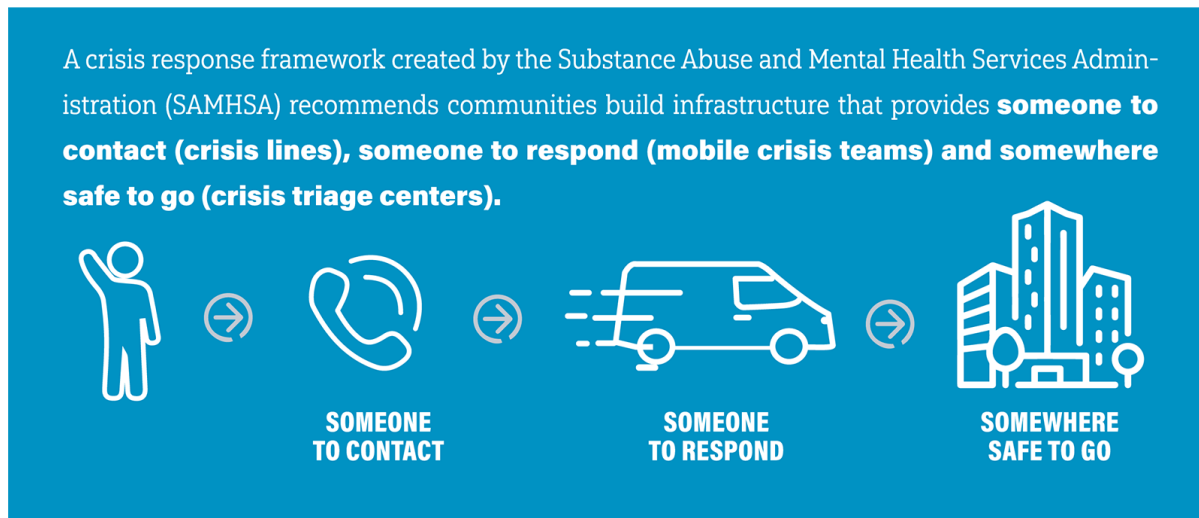 A crisis response framework created by the Substance Abuse and Mental Health Services Admin-
istration (SAMHSA) recommends communities build infrastructure that provides someone to
contact (crisis lines), someone to respond (mobile crisis teams) and somewhere
safe to go (crisis triage centers).
SOMEONE
TO CONTACT
SOMEONE
TO RESPOND
SOMEWHERE
SAFE TO GO